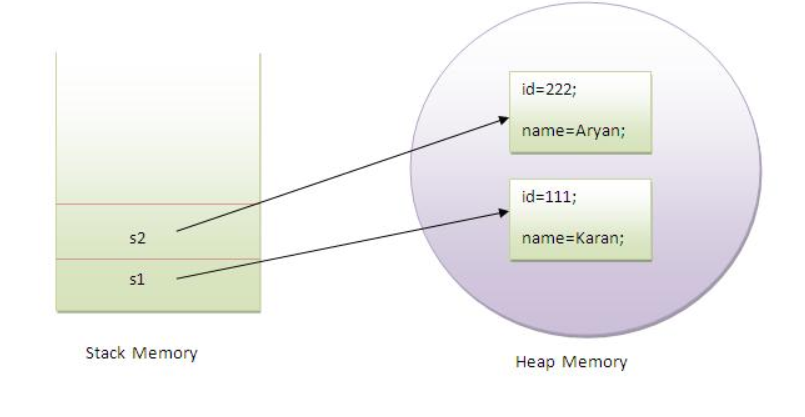 id=222;
name=Aryan;
id=111;
name=Karan;
s2
s1
Stack Memory
Heap Memory